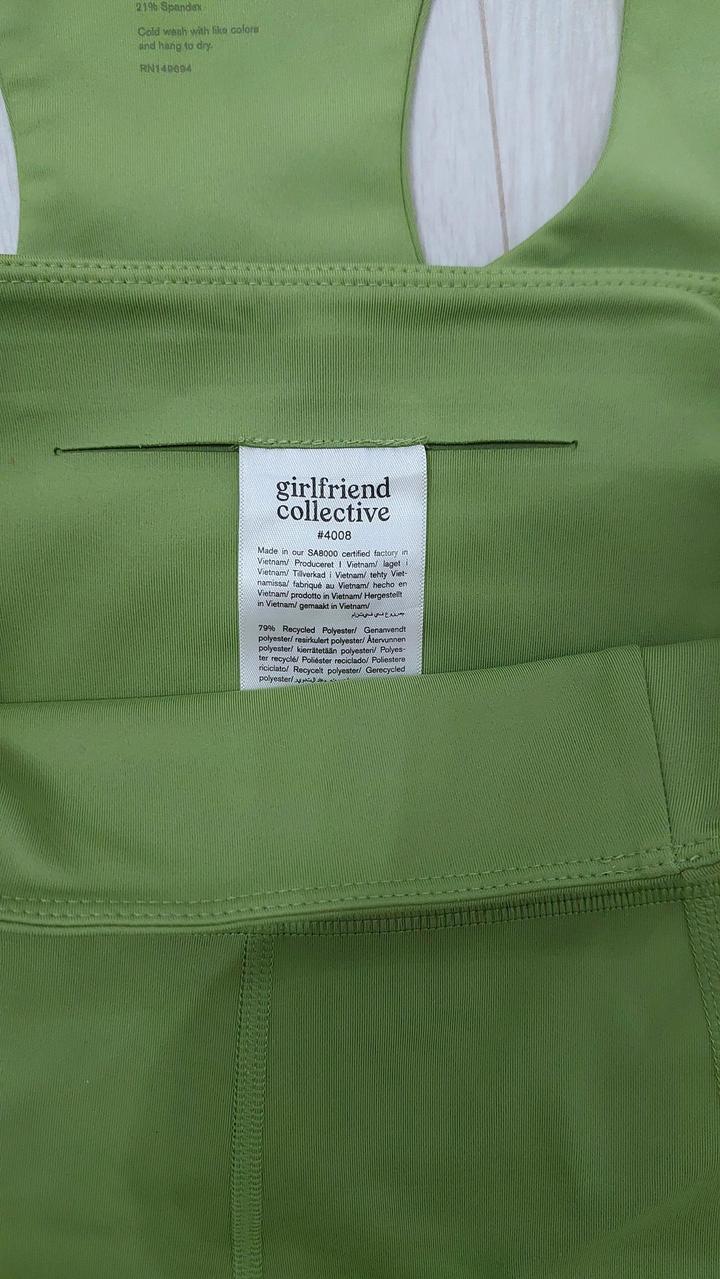 21% Spandex
Cold wash with like colors
and hang to dry.
RN149694
girlfriend
collective
#4008
Made in our SA8000 certified factory in
Vietnam/ Produceret I Vietnam/ laget i
Vietnam/ Tillverkad i Vietnam/ tehty Viet-
namissa/ fabriqué au Vietnam/ hecho en
Vietnam/ prodotto in Vietnam/ Hergestellt
in Vietnam/ gemaakt in Vietnam/
79% Recycled Polyester/ Genanvendt
polyester/ resirkulert polyester/ Återvunnen
polyester/ kierrätetään polyesteri/ Polyes-
ter recyclé/ Poliéster reciclado/ Poliestere
riciclato/ Recycelt polyester/ Gerecycled
polyester/